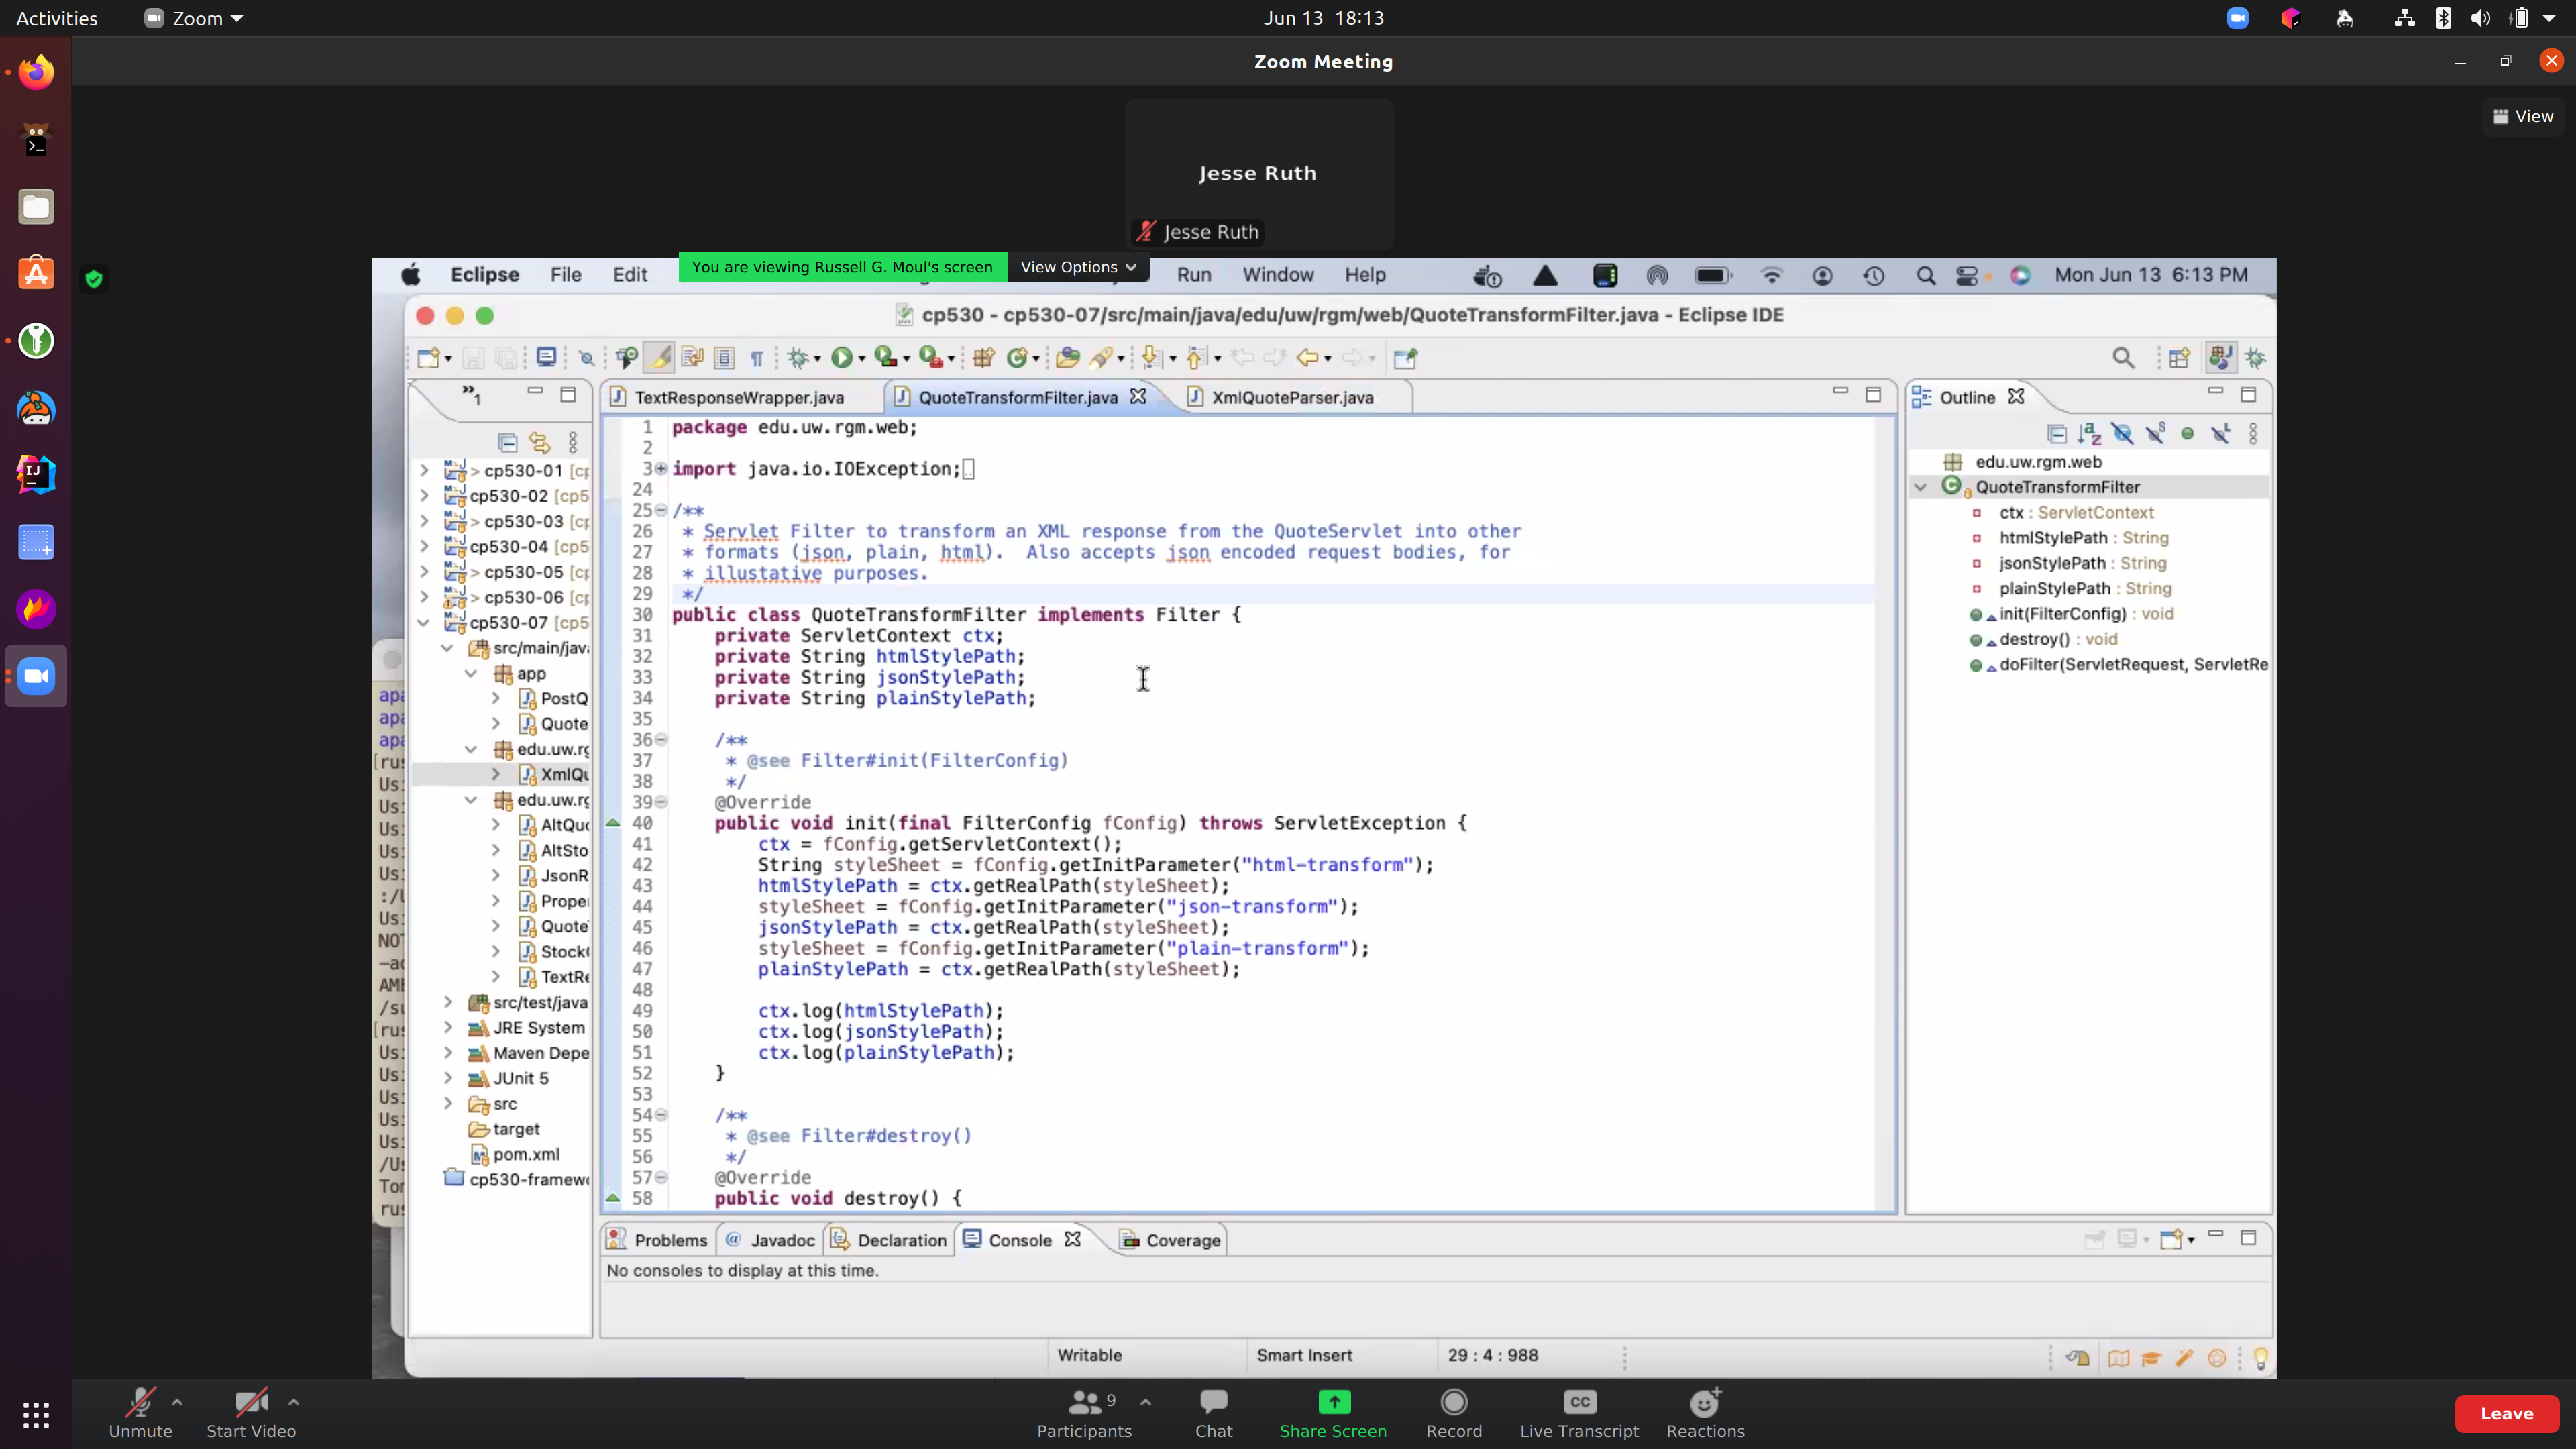 Activities
Zoom
Jun 13 18:13
Zoom Meeting
View
Jesse Ruth
Jesse Ruth
You are viewing Russell G. Moul's screen
View Options
Eclipse File Edit Run Window Help
Mon Jun 13 6:13 PM
cp530 - cp530-07/src/main/java/edu/uw/rgm/web/QuoteTransformFilter.java - Eclipse IDE
TextResponseWrapper.java
QuoteTransformFilter.java
XmlQuoteParser.java
Outline
> cp530-01 [cp
cp530-02 [cp5
> cp530-03 [cp
cp530-04 [cp5
> cp530-05 [cp
> cp530-06 [cp
cp530-07 [cp5
src/main/java
app
PostQ
Quote
edu.uw.rg
XmlQu
edu.uw.rg
AltQuo
AltSto
JsonR
Proper
Quote
StockQ
TextRe
src/test/java
JRE System
Maven Depe
JUnit 5
src
target
pom.xml
cp530-framewo
1 package edu.uw.rgm.web;
2
3 import java.io.IOException;
24
25 /**
26  * Servlet Filter to transform an XML response from the QuoteServlet into other
27  * formats (json, plain, html).  Also accepts json encoded request bodies, for
28  * illustative purposes.
29  */
30 public class QuoteTransformFilter implements Filter {
31     private ServletContext ctx;
32     private String htmlStylePath;
33     private String jsonStylePath;
34     private String plainStylePath;
35
36     /**
37      * @see Filter#init(FilterConfig)
38      */
39     @Override
40     public void init(final FilterConfig fConfig) throws ServletException {
41         ctx = fConfig.getServletContext();
42         String styleSheet = fConfig.getInitParameter("html-transform");
43         htmlStylePath = ctx.getRealPath(styleSheet);
44         styleSheet = fConfig.getInitParameter("json-transform");
45         jsonStylePath = ctx.getRealPath(styleSheet);
46         styleSheet = fConfig.getInitParameter("plain-transform");
47         plainStylePath = ctx.getRealPath(styleSheet);
48
49         ctx.log(htmlStylePath);
50         ctx.log(jsonStylePath);
51         ctx.log(plainStylePath);
52     }
53
54     /**
55      * @see Filter#destroy()
56      */
57     @Override
58     public void destroy() {
edu.uw.rgm.web
QuoteTransformFilter
ctx : ServletContext
htmlStylePath : String
jsonStylePath : String
plainStylePath : String
init(FilterConfig) : void
destroy() : void
doFilter(ServletRequest, ServletRe
Problems
Javadoc
Declaration
Console
Coverage
No consoles to display at this time.
Writable
Smart Insert
29 : 4 : 988
Unmute
Start Video
Participants
9
Chat
Share Screen
Record
CC
Live Transcript
Reactions
Leave